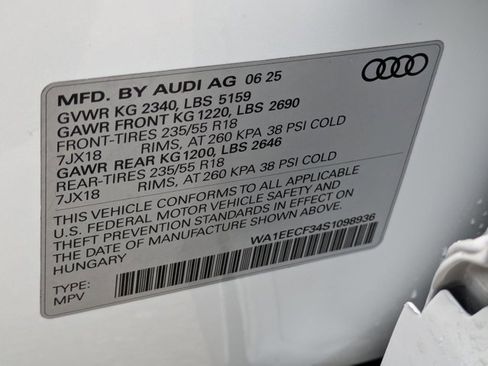 MFD. BY AUDI AG 06 25
GVWR KG 2340, LBS 5159
GAWR FRONT KG 1220, LBS 2690
FRONT-TIRES 235/55 R18
7JX18 RIMS, AT 260 KPA 38 PSI COLD
GAWR REAR KG 1200, LBS 2646
REAR-TIRES 235/55 R18
7JX18 RIMS, AT 260 KPA 38 PSI COLD
THIS VEHICLE CONFORMS TO ALL APPLICABLE
U.S. FEDERAL MOTOR VEHICLE SAFETY AND
THEFT PREVENTION STANDARDS IN EFFECT ON
THE DATE OF MANUFACTURE SHOWN ABOVE
HUNGARY
WA1EECF34S1098936
TYPE:
MPV